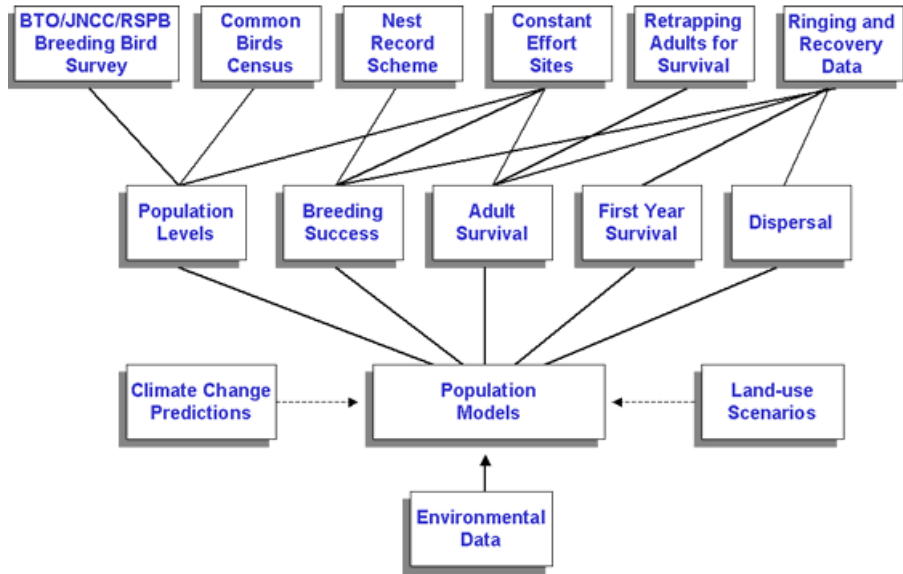 BTO/JNCC/RSPB
Breeding Bird
Survey
Common
Birds
Census
Nest
Record
Scheme
Constant
Effort
Sites
Retrapping
Adults for
Survival
Ringing and
Recovery
Data
Population
Levels
Breeding
Success
Adult
Survival
First Year
Survival
Dispersal
Climate Change
Predictions
Population
Models
Land-use
Scenarios
Environmental
Data